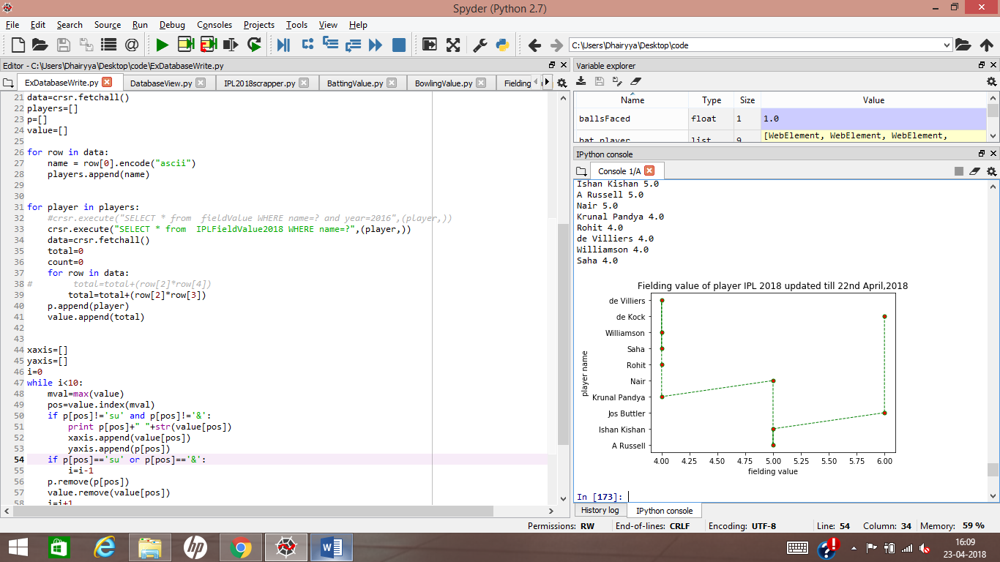 Spyder (Python 2.7)
File Edit Search Source Run Debug Consoles Projects Tools View Help
C:\Users\Dhairyya\Desktop\code
Editor - C:\Users\Dhairyya\Desktop\code\ExDatabaseWrite.py
ExDatabaseWrite.py DatabaseView.py IPL2018scrapper.py BattingValue.py BowlingValue.py Fielding
21 data=crsr.fetchall()
22 players=[]
23 p=[]
24 value=[]
25
26 for row in data:
27     name = row[0].encode("ascii")
28     players.append(name)
29
30
31 for player in players:
32     #crsr.execute("SELECT * from  fieldValue WHERE name=? and year=2016",(player,))
33     crsr.execute("SELECT * from  IPLFieldValue2018 WHERE name=?",(player,))
34     data=crsr.fetchall()
35     total=0
36     count=0
37     for row in data:
38 #        total=total+(row[2]*row[4])
39         total=total+(row[2]*row[3])
40     p.append(player)
41     value.append(total)
42
43
44 xaxis=[]
45 yaxis=[]
46 i=0
47 while i<10:
48     mval=max(value)
49     pos=value.index(mval)
50     if p[pos]!='su' and p[pos]!='&':
51         print p[pos]+" "+str(value[pos])
52         xaxis.append(value[pos])
53         yaxis.append(p[pos])
54     if p[pos]=='su' or p[pos]=='&':
55         i=i-1
56     p.remove(p[pos])
57     value.remove(value[pos])
58     i=i+1
Variable explorer
Name Type Size Value
ballsFaced float 1 1.0
bat_player list 9 [WebElement, WebElement, WebElement,
IPython console
Console 1/A
Ishan Kishan 5.0
A Russell 5.0
Nair 5.0
Krunal Pandya 4.0
Rohit 4.0
de Villiers 4.0
Williamson 4.0
Saha 4.0
Fielding value of player IPL 2018 updated till 22nd April,2018
player name
de Villiers
de Kock
Williamson
Saha
Rohit
Nair
Krunal Pandya
Jos Buttler
Ishan Kishan
A Russell
4.00 4.25 4.50 4.75 5.00 5.25 5.50 5.75 6.00
fielding value
In [173]:
History log IPython console
Permissions: RW End-of-lines: CRLF Encoding: UTF-8 Line: 54 Column: 34 Memory: 59 %
16:09
23-04-2018